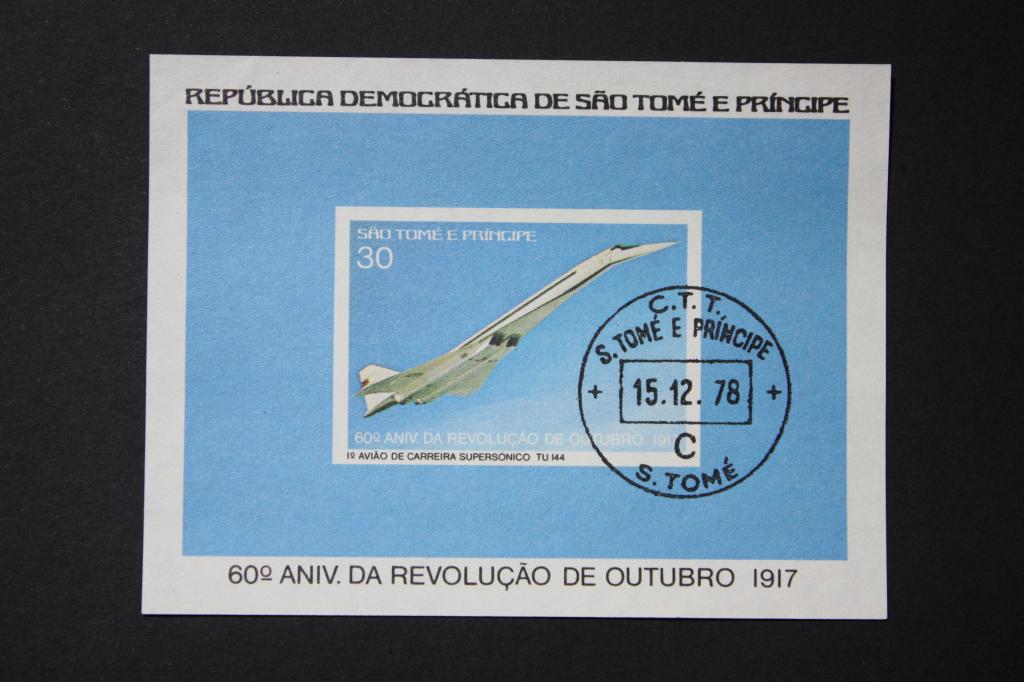 REPÚBLICA DEMOCRÁTICA DE SÃO TOMÉ E PRÍNCIPE
SÃO TOMÉ E PRÍNCIPE
30
C.T.T.
S. TOMÉ E PRÍNCIPE
+ 15.12. 78 +
C
S. TOMÉ
60º ANIV. DA REVOLUÇÃO DE OUTUBRO 1917
1º AVIÃO DE CARREIRA SUPERSONICO TU 144
60º ANIV. DA REVOLUÇÃO DE OUTUBRO 1917